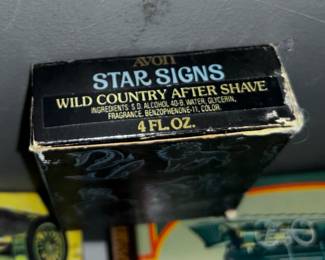 AVON
STAR SIGNS
WILD COUNTRY AFTER SHAVE
INGREDIENTS: S.D. ALCOHOL 40-B, WATER, GLYCERIN,
FRAGRANCE, BENZOPHENONE-11, COLOR.
4 FL. OZ.